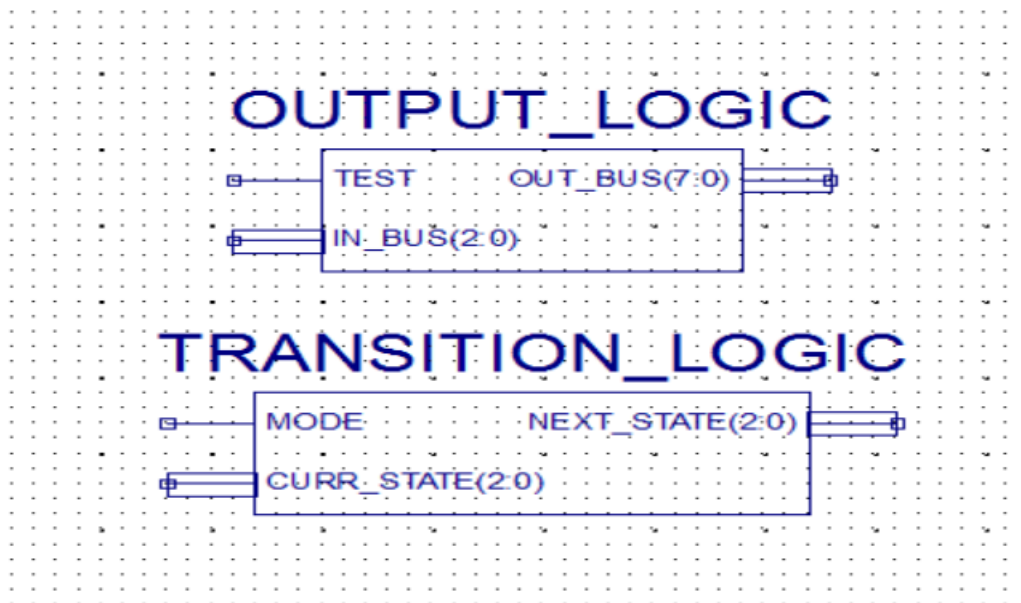 OUTPUT_LOGIC
TEST OUT_BUS(7:0)
IN_BUS(2:0)
TRANSITION_LOGIC
MODE NEXT_STATE(2:0)
CURR_STATE(2:0)